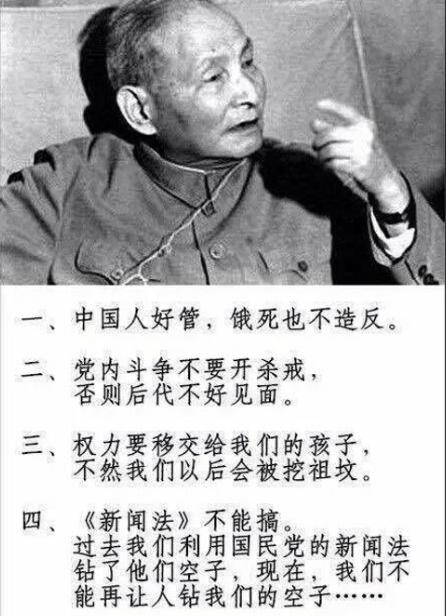 一、中国人好管，饿死也不造反。
二、党内斗争不要开杀戒，
否则后代不好见面。
三、权力要移交给我们的孩子，
不然我们以后会被挖祖坟。
四、《新闻法》不能搞。
过去我们利用国民党的新闻法
钻了他们空子，现在，我们不
能再让人钻我们的空子……